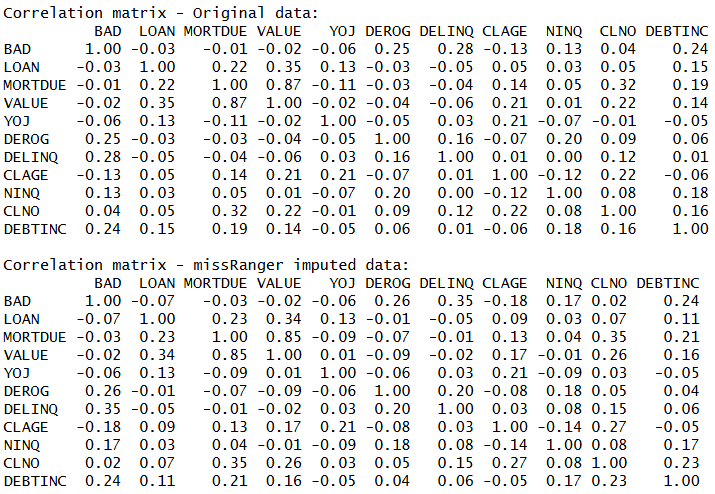 Correlation matrix - Original data:
BAD LOAN MORTDUE VALUE YOJ DEROG DELINQ CLAGE NINQ CLNO DEBTINC
BAD 1.00 -0.03 -0.01 -0.02 -0.06 0.25 0.28 -0.13 0.13 0.04 0.24
LOAN -0.03 1.00 0.22 0.35 0.13 -0.03 -0.05 0.05 0.03 0.05 0.15
MORTDUE -0.01 0.22 1.00 0.87 -0.11 -0.03 -0.04 0.14 0.05 0.32 0.19
VALUE -0.02 0.35 0.87 1.00 -0.02 -0.04 -0.06 0.21 0.01 0.22 0.14
YOJ -0.06 0.13 -0.11 -0.02 1.00 -0.05 0.03 0.21 -0.07 -0.01 -0.05
DEROG 0.25 -0.03 -0.03 -0.04 -0.05 1.00 0.16 -0.07 0.20 0.09 0.06
DELINQ 0.28 -0.05 -0.04 -0.06 0.03 0.16 1.00 0.01 0.00 0.12 0.01
CLAGE -0.13 0.05 0.14 0.21 0.21 -0.07 0.01 1.00 -0.12 0.22 -0.06
NINQ 0.13 0.03 0.05 0.01 -0.07 0.20 0.00 -0.12 1.00 0.08 0.18
CLNO 0.04 0.05 0.32 0.22 -0.01 0.09 0.12 0.22 0.08 1.00 0.16
DEBTINC 0.24 0.15 0.19 0.14 -0.05 0.06 0.01 -0.06 0.18 0.16 1.00
Correlation matrix - missRanger imputed data:
BAD LOAN MORTDUE VALUE YOJ DEROG DELINQ CLAGE NINQ CLNO DEBTINC
BAD 1.00 -0.07 -0.03 -0.02 -0.06 0.26 0.35 -0.18 0.17 0.02 0.24
LOAN -0.07 1.00 0.23 0.34 0.13 -0.01 -0.05 0.09 0.03 0.07 0.11
MORTDUE -0.03 0.23 1.00 0.85 -0.09 -0.07 -0.01 0.13 0.04 0.35 0.21
VALUE -0.02 0.34 0.85 1.00 0.01 -0.09 -0.02 0.17 -0.01 0.26 0.16
YOJ -0.06 0.13 -0.09 0.01 1.00 -0.06 0.03 0.21 -0.09 0.03 -0.05
DEROG 0.26 -0.01 -0.07 -0.09 -0.06 1.00 0.20 -0.08 0.18 0.05 0.04
DELINQ 0.35 -0.05 -0.01 -0.02 0.03 0.20 1.00 0.03 0.08 0.15 0.06
CLAGE -0.18 0.09 0.13 0.17 0.21 -0.08 0.03 1.00 -0.14 0.27 -0.05
NINQ 0.17 0.03 0.04 -0.01 -0.09 0.18 0.08 -0.14 1.00 0.08 0.17
CLNO 0.02 0.07 0.35 0.26 0.03 0.05 0.15 0.27 0.08 1.00 0.23
DEBTINC 0.24 0.11 0.21 0.16 -0.05 0.04 0.06 -0.05 0.17 0.23 1.00